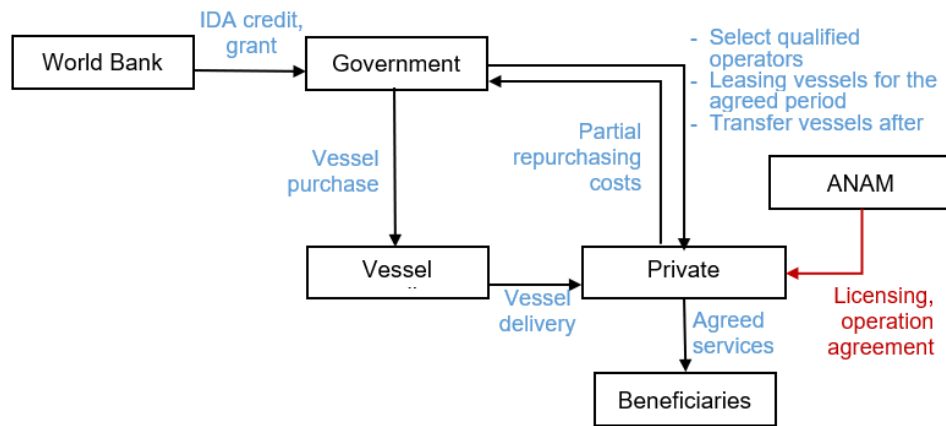 IDA credit,
grant
World Bank
Government
- Select qualified
operators
- Leasing vessels for the
agreed period
- Transfer vessels after
Vessel
purchase
Partial
repurchasing
costs
ANAM
Vessel
Private
Vessel
delivery
Agreed
services
Licensing,
operation
agreement
Beneficiaries